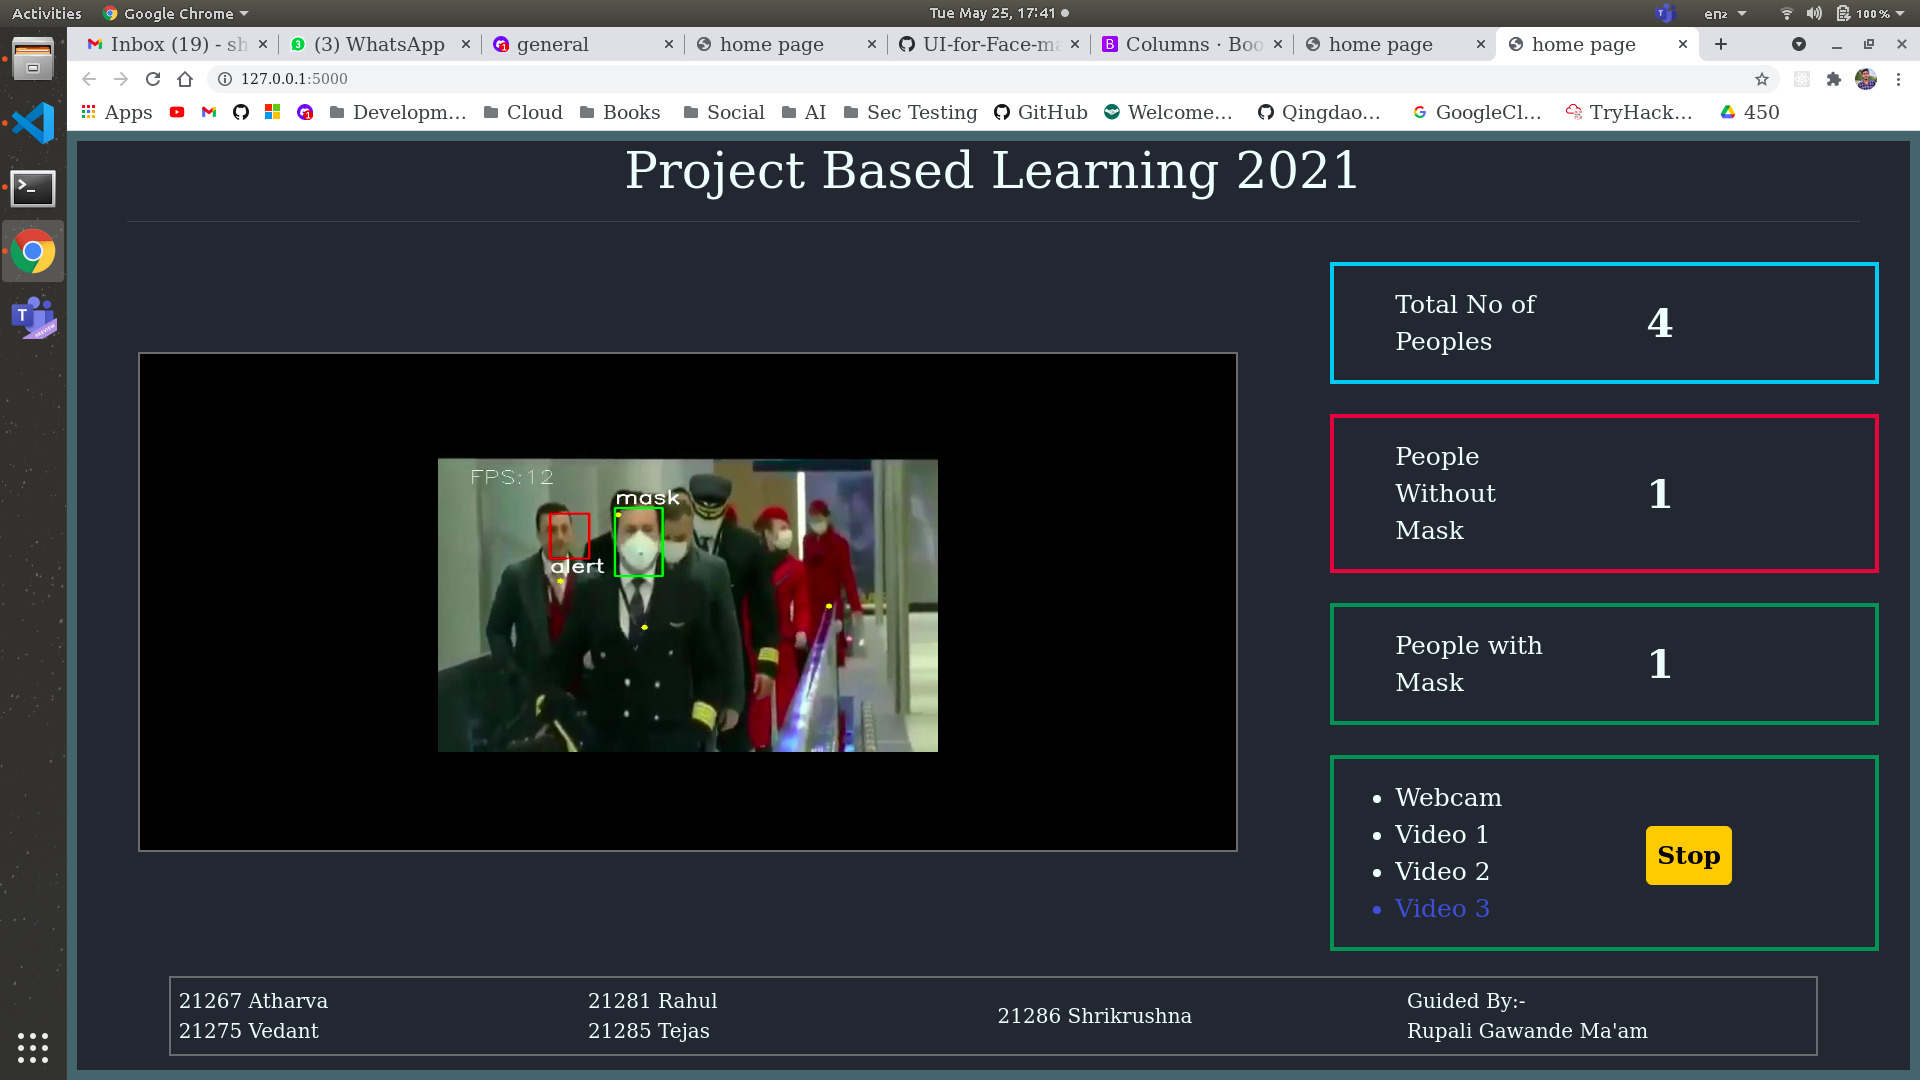 Activities
Google Chrome
Tue May 25, 17:41
en₂
100 %
Inbox (19) - sh
(3) WhatsApp
general
home page
UI-for-Face-ma
Columns · Boo
home page
home page
127.0.0.1:5000
Apps
Developm...
Cloud
Books
Social
AI
Sec Testing
GitHub
Welcome...
Qingdao...
GoogleCl...
TryHack...
450
Project Based Learning 2021
FPS:12
mask
alert
Total No of
Peoples
4
People
Without
Mask
1
People with
Mask
1
Webcam
Video 1
Video 2
Video 3
Stop
21267 Atharva
21275 Vedant
21281 Rahul
21285 Tejas
21286 Shrikrushna
Guided By:-
Rupali Gawande Ma'am